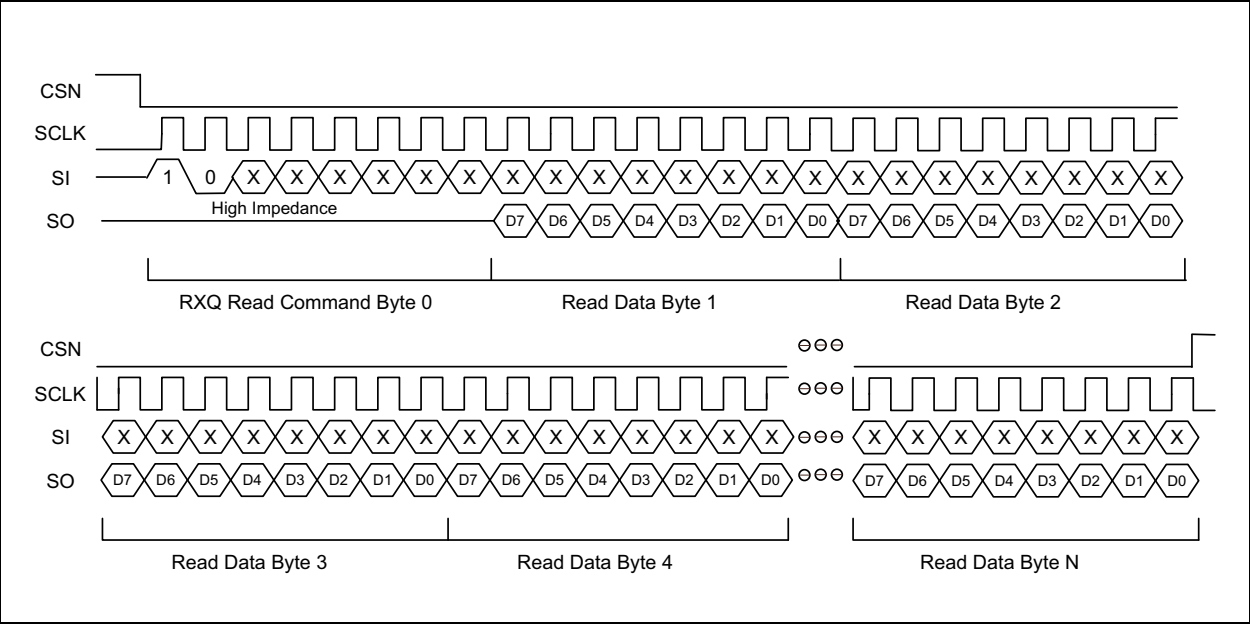 CSN
SCLK
SI 1 0 X X X X X X X X X X X X X X X X X X X X X X
High Impedance
SO D7 D6 D5 D4 D3 D2 D1 D0 D7 D6 D5 D4 D3 D2 D1 D0
RXQ Read Command Byte 0 Read Data Byte 1 Read Data Byte 2
CSN
SCLK
SI X X X X X X X X X X X X X X X X X X X X X X X X
SO D7 D6 D5 D4 D3 D2 D1 D0 D7 D6 D5 D4 D3 D2 D1 D0 D7 D6 D5 D4 D3 D2 D1 D0
Read Data Byte 3 Read Data Byte 4 Read Data Byte N